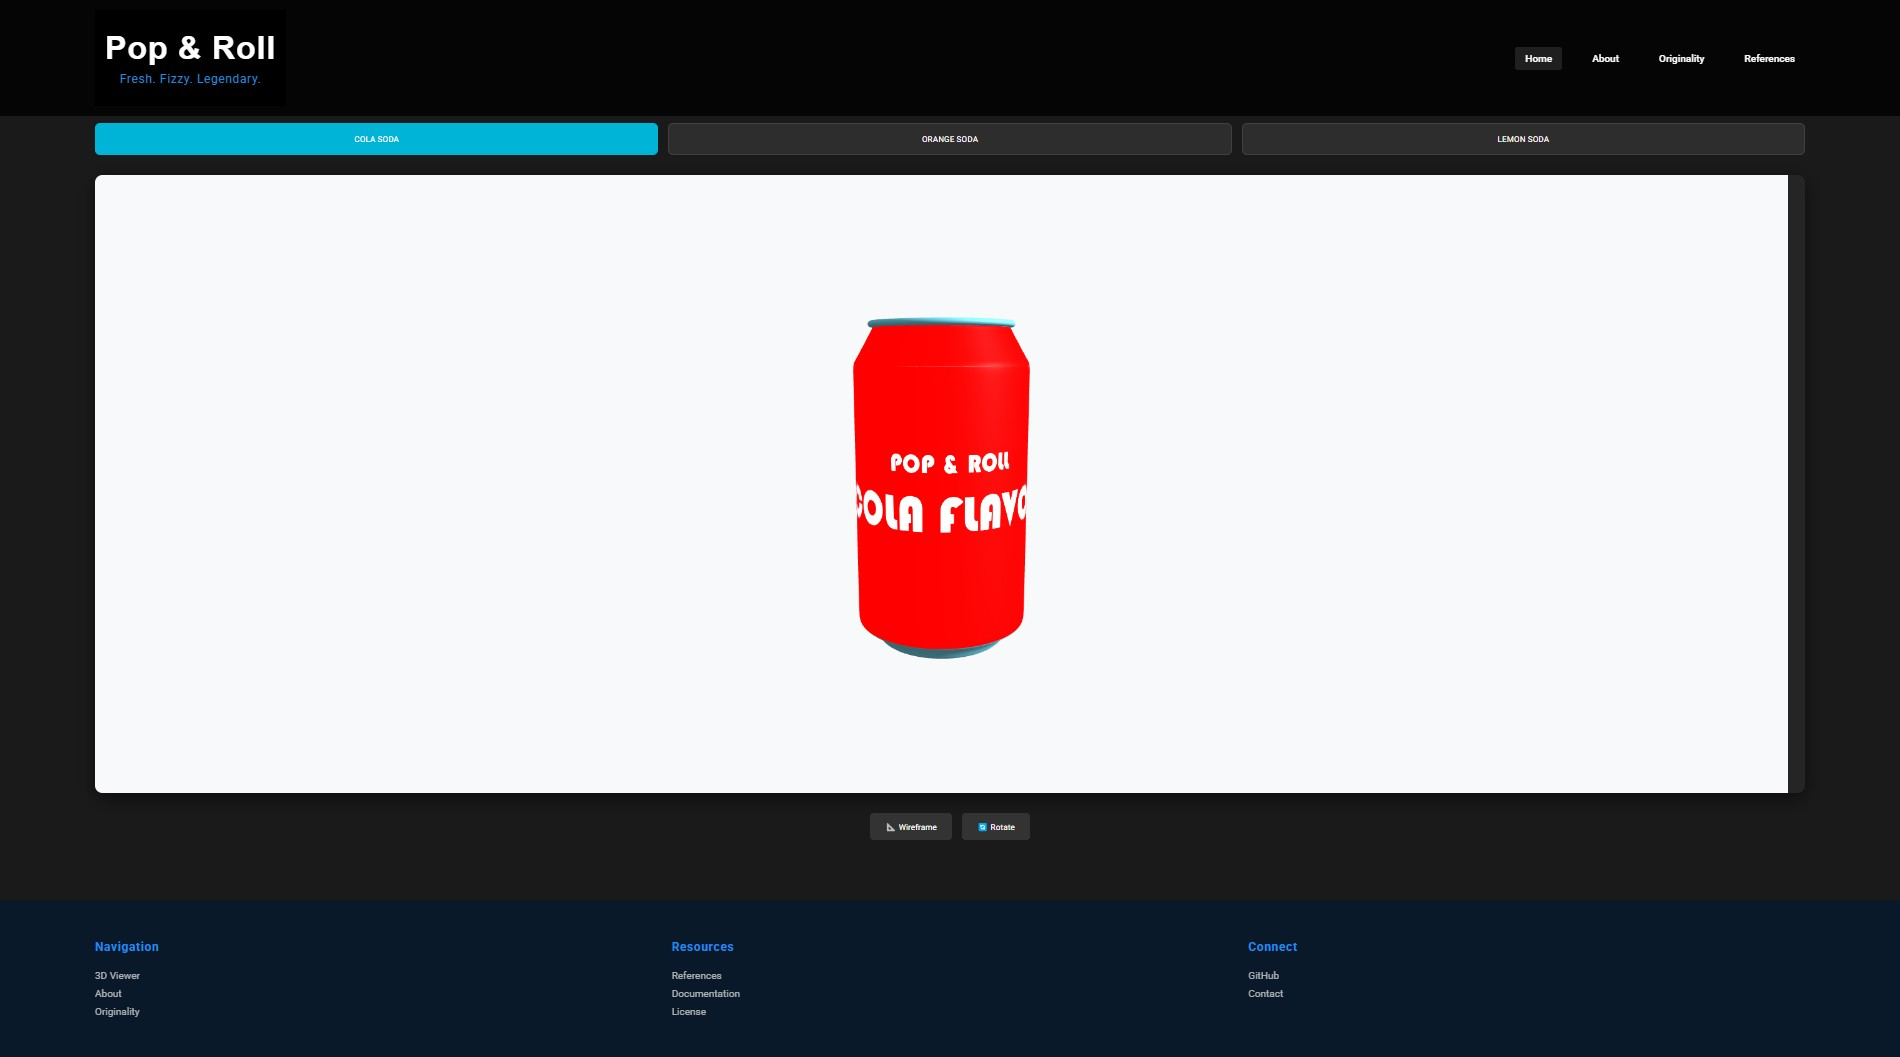 Pop & Roll
Fresh. Fizzy. Legendary.
Home
About
Originality
References
COLA SODA
ORANGE SODA
LEMON SODA
POP & ROLL
COLA FLAVO
Wireframe
Rotate
Navigation
3D Viewer
About
Originality
Resources
References
Documentation
License
Connect
GitHub
Contact